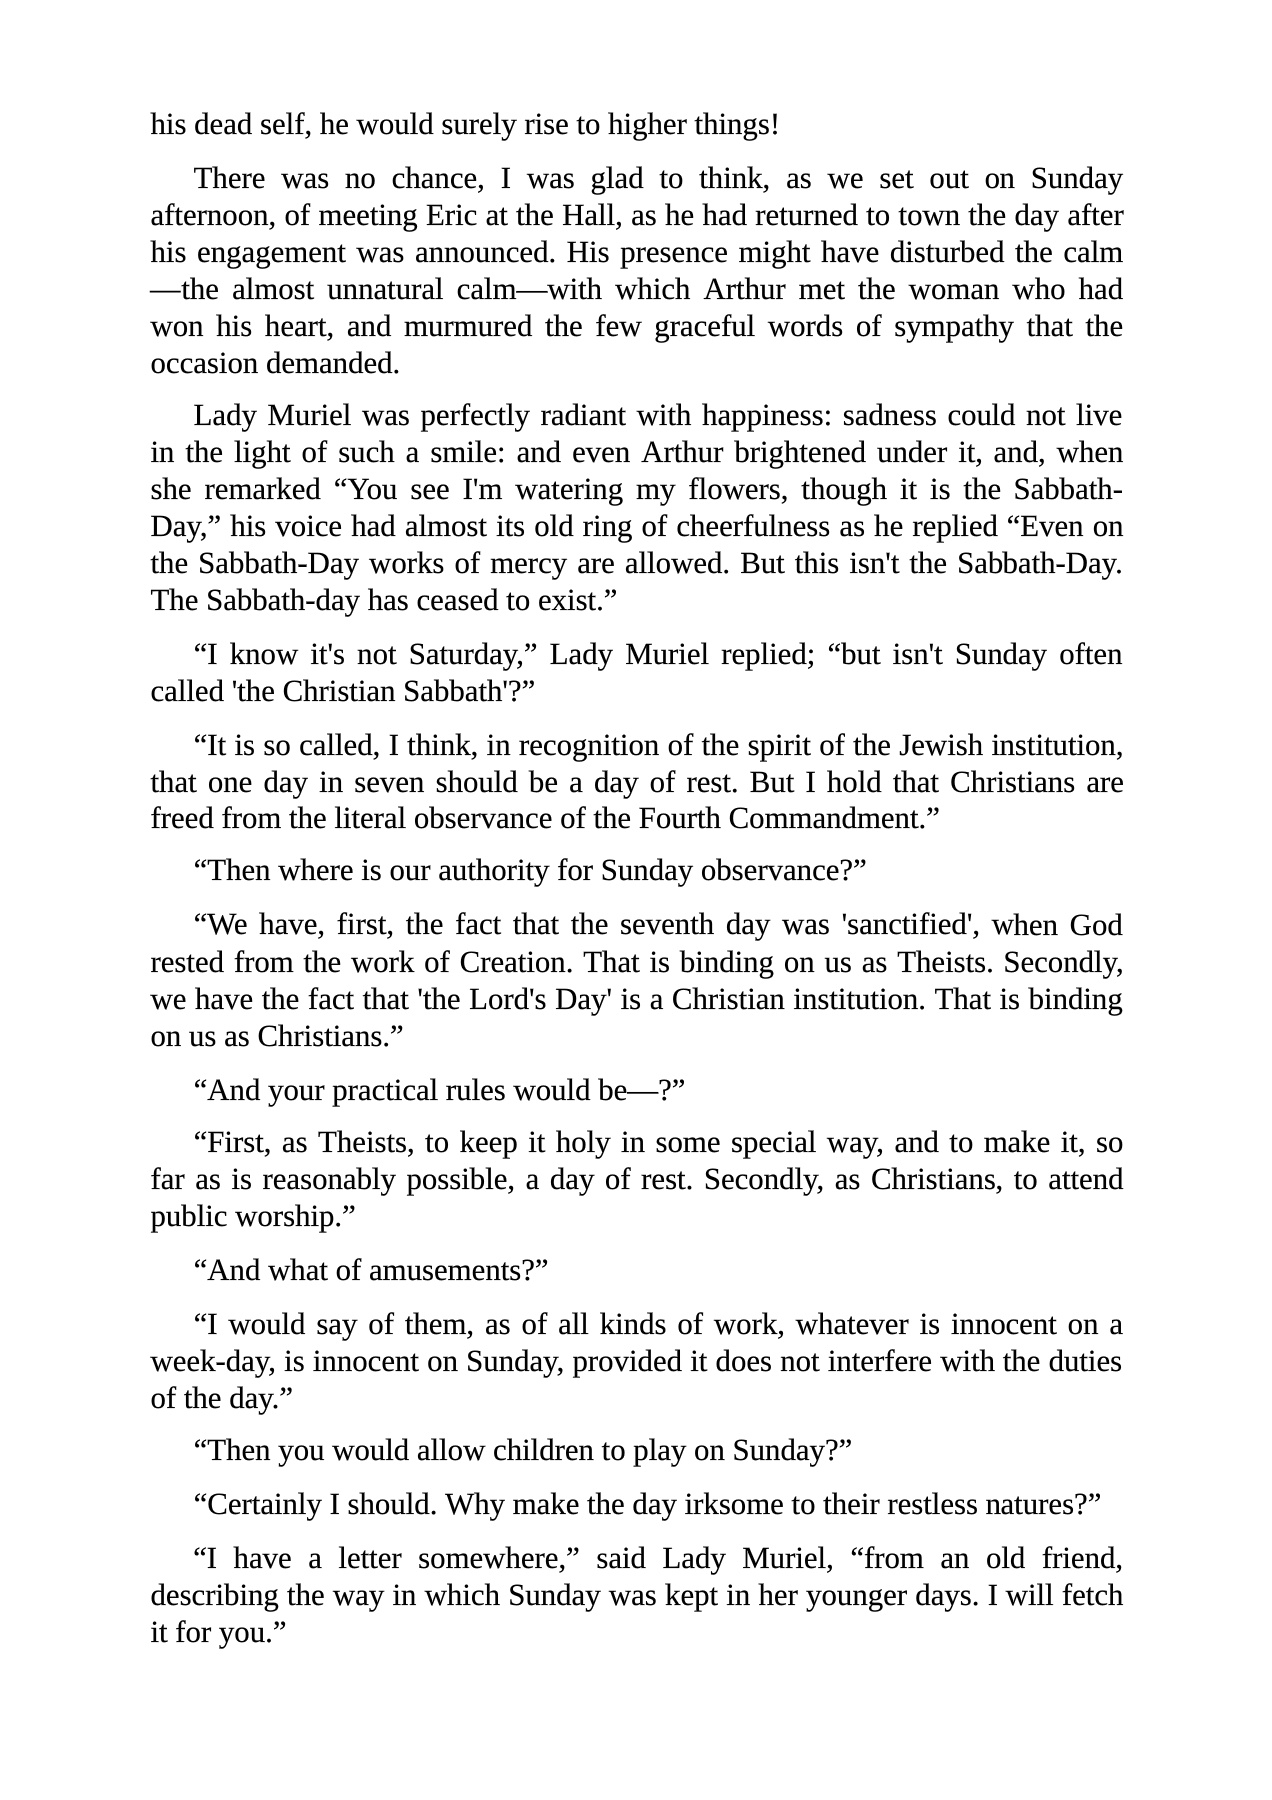 his dead self, he would surely rise to higher things!
There was no chance, I was glad to think, as we set out on Sunday
afternoon, of meeting Eric at the Hall, as he had returned to town the day after
his engagement was announced. His presence might have disturbed the calm
—the almost unnatural calm—with which Arthur met the woman who had
won his heart, and murmured the few graceful words of sympathy that the
occasion demanded.
Lady Muriel was perfectly radiant with happiness: sadness could not live
in the light of such a smile: and even Arthur brightened under it, and, when
she remarked “You see I'm watering my flowers, though it is the Sabbath-
Day,” his voice had almost its old ring of cheerfulness as he replied “Even on
the Sabbath-Day works of mercy are allowed. But this isn't the Sabbath-Day.
The Sabbath-day has ceased to exist.”
“I know it's not Saturday,” Lady Muriel replied; “but isn't Sunday often
called 'the Christian Sabbath'?”
“It is so called, I think, in recognition of the spirit of the Jewish institution,
that one day in seven should be a day of rest. But I hold that Christians are
freed from the literal observance of the Fourth Commandment.”
“Then where is our authority for Sunday observance?”
“We have, first, the fact that the seventh day was 'sanctified', when God
rested from the work of Creation. That is binding on us as Theists. Secondly,
we have the fact that 'the Lord's Day' is a Christian institution. That is binding
on us as Christians.”
“And your practical rules would be—?”
“First, as Theists, to keep it holy in some special way, and to make it, so
far as is reasonably possible, a day of rest. Secondly, as Christians, to attend
public worship.”
“And what of amusements?”
“I would say of them, as of all kinds of work, whatever is innocent on a
week-day, is innocent on Sunday, provided it does not interfere with the duties
of the day.”
“Then you would allow children to play on Sunday?”
“Certainly I should. Why make the day irksome to their restless natures?”
“I have a letter somewhere,” said Lady Muriel, “from an old friend,
describing the way in which Sunday was kept in her younger days. I will fetch
it for you.”